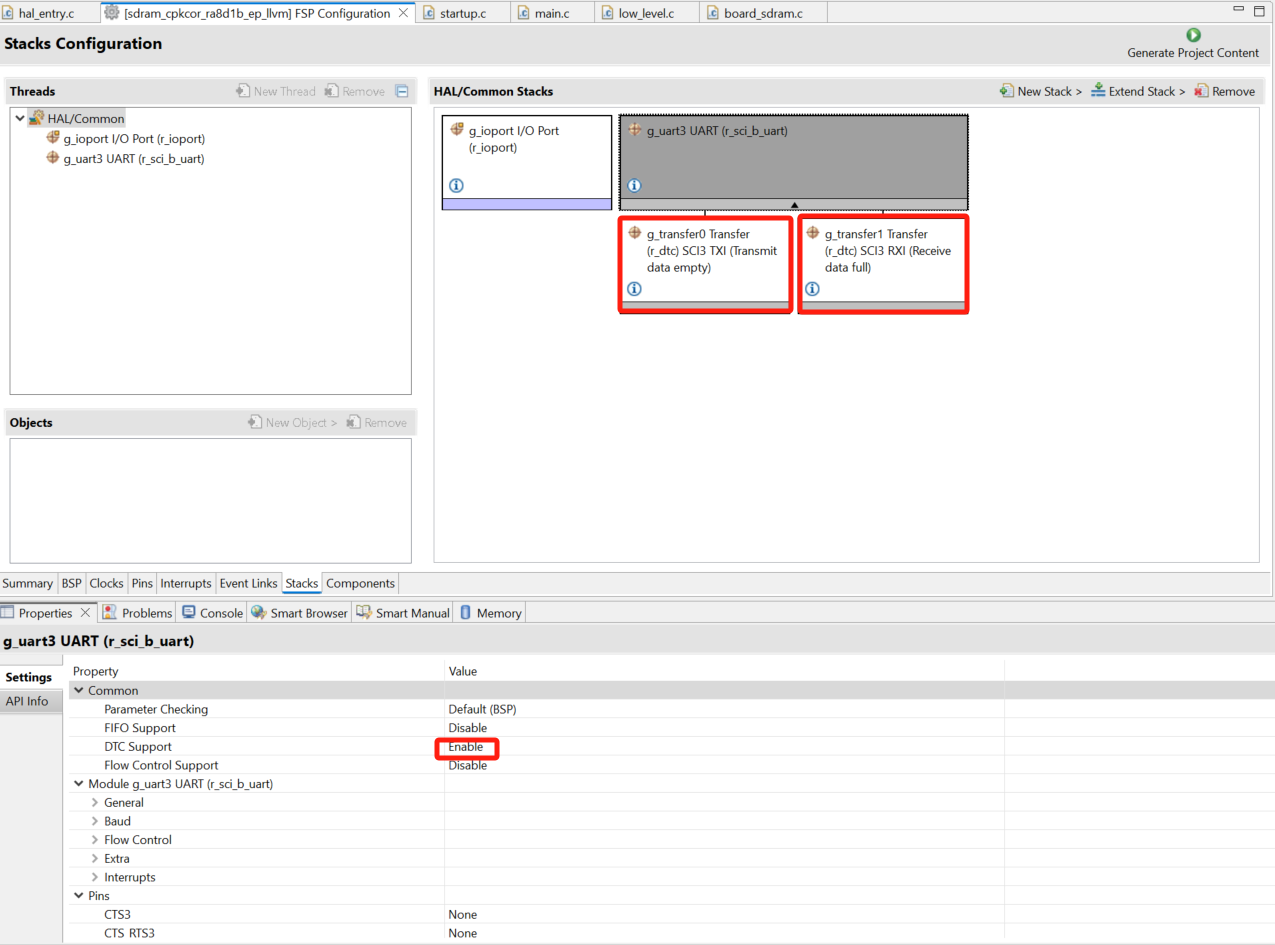 hal_entry.c
[sdram_cpkcor_ra8d1b_ep_llvm] FSP Configuration
startup.c
main.c
low_level.c
board_sdram.c
Stacks Configuration
Generate Project Content
Threads
New Thread
Remove
HAL/Common Stacks
New Stack >
Extend Stack >
Remove
HAL/Common
g_ioport I/O Port (r_ioport)
g_uart3 UART (r_sci_b_uart)
g_ioport I/O Port
(r_ioport)
g_uart3 UART (r_sci_b_uart)
g_transfer0 Transfer
(r_dtc) SCI3 TXI (Transmit
data empty)
g_transfer1 Transfer
(r_dtc) SCI3 RXI (Receive
data full)
Objects
New Object >
Remove
Summary BSP Clocks Pins Interrupts Event Links Stacks Components
Properties Problems Console Smart Browser Smart Manual Memory
g_uart3 UART (r_sci_b_uart)
Settings
API Info
Property Value
Common
Parameter Checking Default (BSP)
FIFO Support Disable
DTC Support Enable
Flow Control Support Disable
Module g_uart3 UART (r_sci_b_uart)
General
Baud
Flow Control
Extra
Interrupts
Pins
CTS3 None
CTS_RTS3 None